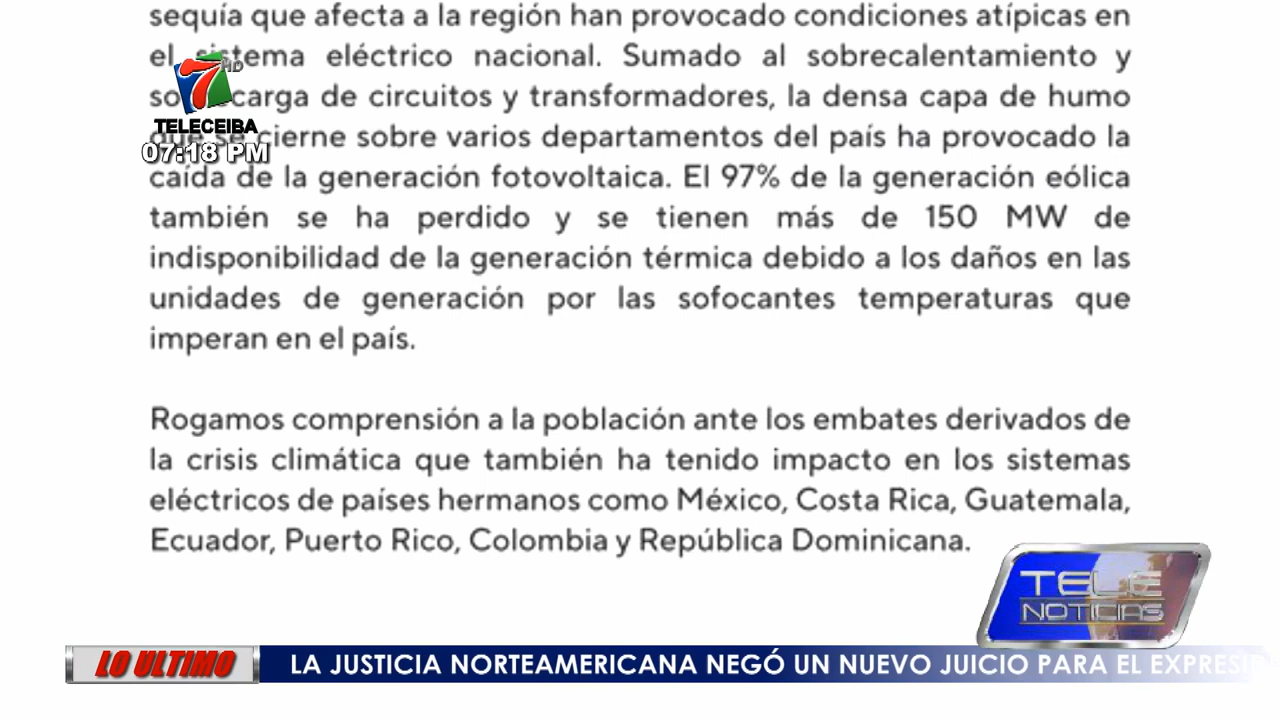 sequía que afecta a la región han provocado condiciones atípicas en
el sistema eléctrico nacional. Sumado al sobrecalentamiento y
sobrecarga de circuitos y transformadores, la densa capa de humo
que se cierne sobre varios departamentos del país ha provocado la
caída de la generación fotovoltaica. El 97% de la generación eólica
también se ha perdido y se tienen más de 150 MW de
indisponibilidad de la generación térmica debido a los daños en las
unidades de generación por las sofocantes temperaturas que
imperan en el país.
Rogamos comprensión a la población ante los embates derivados de
la crisis climática que también ha tenido impacto en los sistemas
eléctricos de países hermanos como México, Costa Rica, Guatemala,
Ecuador, Puerto Rico, Colombia y República Dominicana.
7 HD
TELECEIBA
07:18 PM
TELE
NOTICIAS
LO ULTIMO
LA JUSTICIA NORTEAMERICANA NEGÓ UN NUEVO JUICIO PARA EL EXPRESI